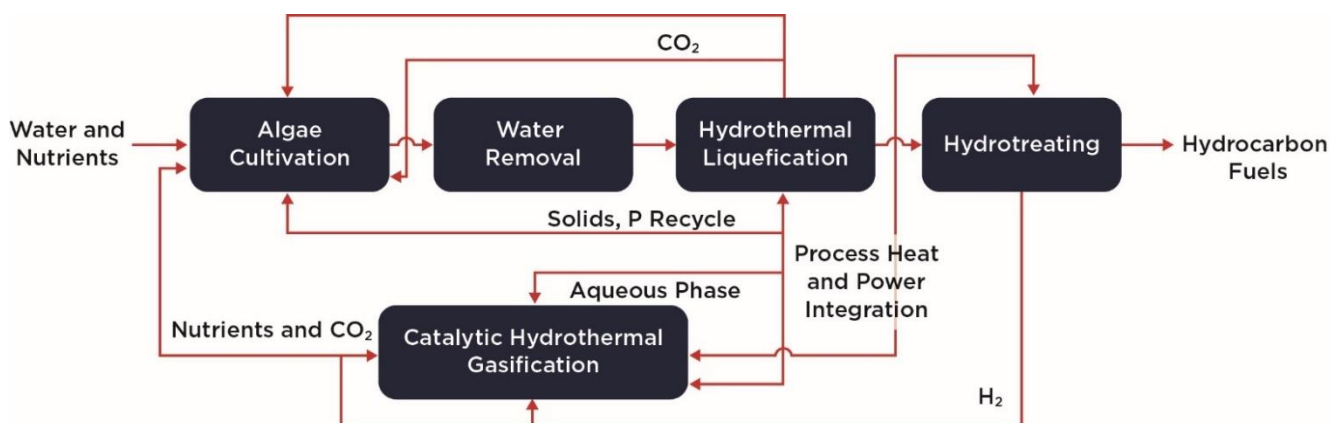 CO₂
Water and
Nutrients
Algae
Cultivation
Water
Removal
Hydrothermal
Liquefication
Hydrotreating
Hydrocarbon
Fuels
Solids, P Recycle
Process Heat
and Power
Integration
Aqueous Phase
Nutrients and CO₂
Catalytic Hydrothermal
Gasification
H₂